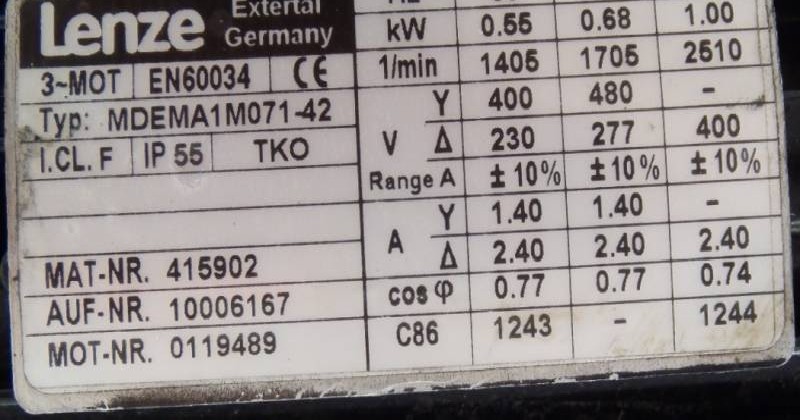 Lenze Extertal
Germany
3~MOT EN60034 CE
Typ: MDEMA1M071-42
I.CL. F IP 55 TKO
MAT-NR. 415902
AUF-NR. 10006167
MOT-NR. 0119489
kW 0.55 0.68 1.00
1/min 1405 1705 2510
V Y 400 480 -
Δ 230 277 400
Range A ± 10% ± 10% ± 10%
A Y 1.40 1.40 -
Δ 2.40 2.40 2.40
cos φ 0.77 0.77 0.74
C86 1243 - 1244